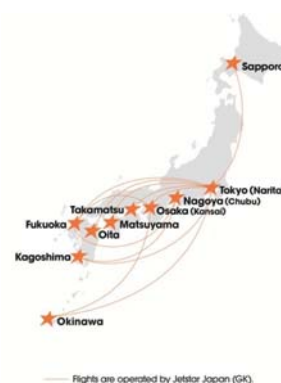 Sapporo
Tokyo (Narita)
Nagoya (Chubu)
Osaka (Kansai)
Takamatsu
Matsuyama
Fukuoka
Oita
Kagoshima
Okinawa
Flights are operated by Jetstar Japan (GK).